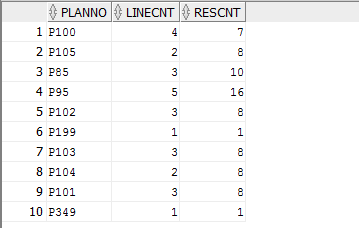 PLANNO LINECNT RESCNT
1 P100 4 7
2 P105 2 8
3 P85 3 10
4 P95 5 16
5 P102 3 8
6 P199 1 1
7 P103 3 8
8 P104 2 8
9 P101 3 8
10 P349 1 1